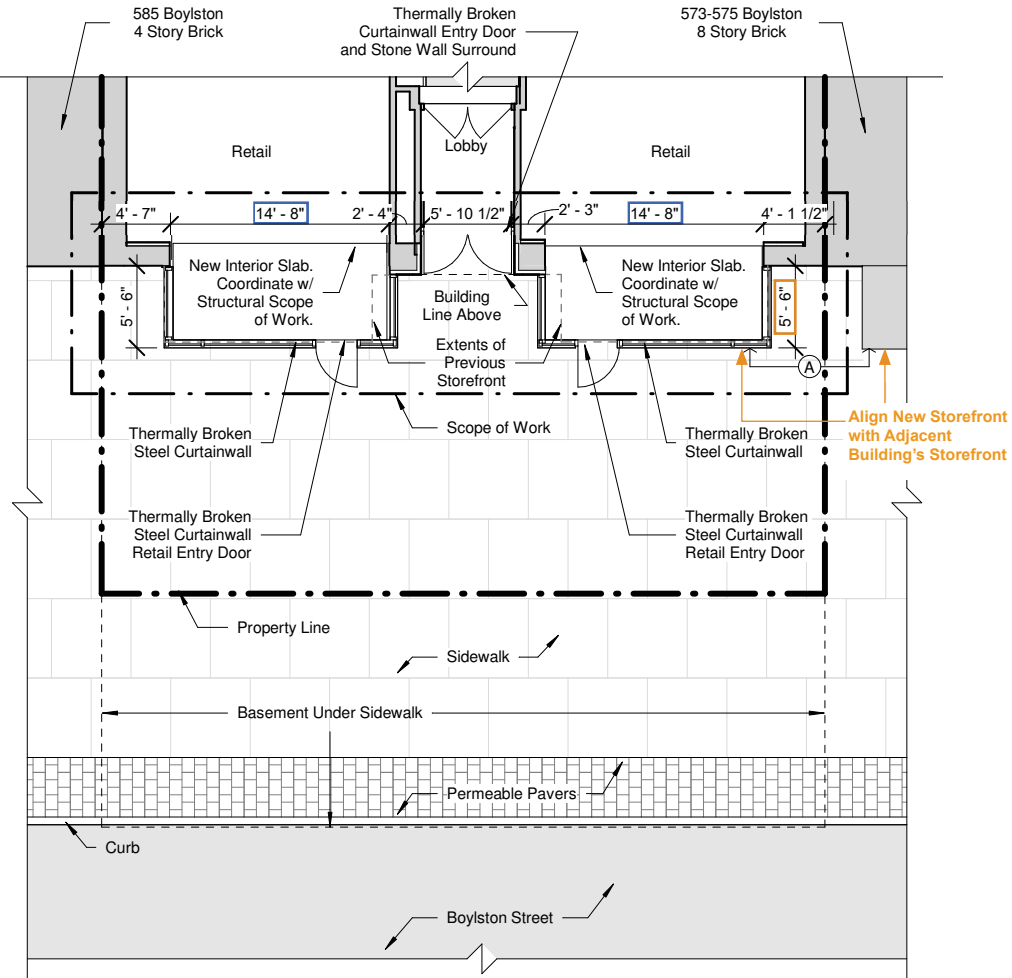 585 Boylston
4 Story Brick
Thermally Broken
Curtainwall Entry Door
and Stone Wall Surround
573-575 Boylston
8 Story Brick
Retail
Lobby
Retail
4' - 7"
14' - 8"
2' - 4"
5' - 10 1/2"
2' - 3"
14' - 8"
4' - 1 1/2"
5' - 6"
New Interior Slab.
Coordinate w/
Structural Scope
of Work.
Building
Line Above
Extents of
Previous
Storefront
New Interior Slab.
Coordinate w/
Structural Scope
of Work.
5' - 6"
A
Align New Storefront
with Adjacent
Building's Storefront
Scope of Work
Thermally Broken
Steel Curtainwall
Thermally Broken
Steel Curtainwall
Thermally Broken
Steel Curtainwall
Retail Entry Door
Thermally Broken
Steel Curtainwall
Retail Entry Door
Property Line
Sidewalk
Basement Under Sidewalk
Permeable Pavers
Curb
Boylston Street